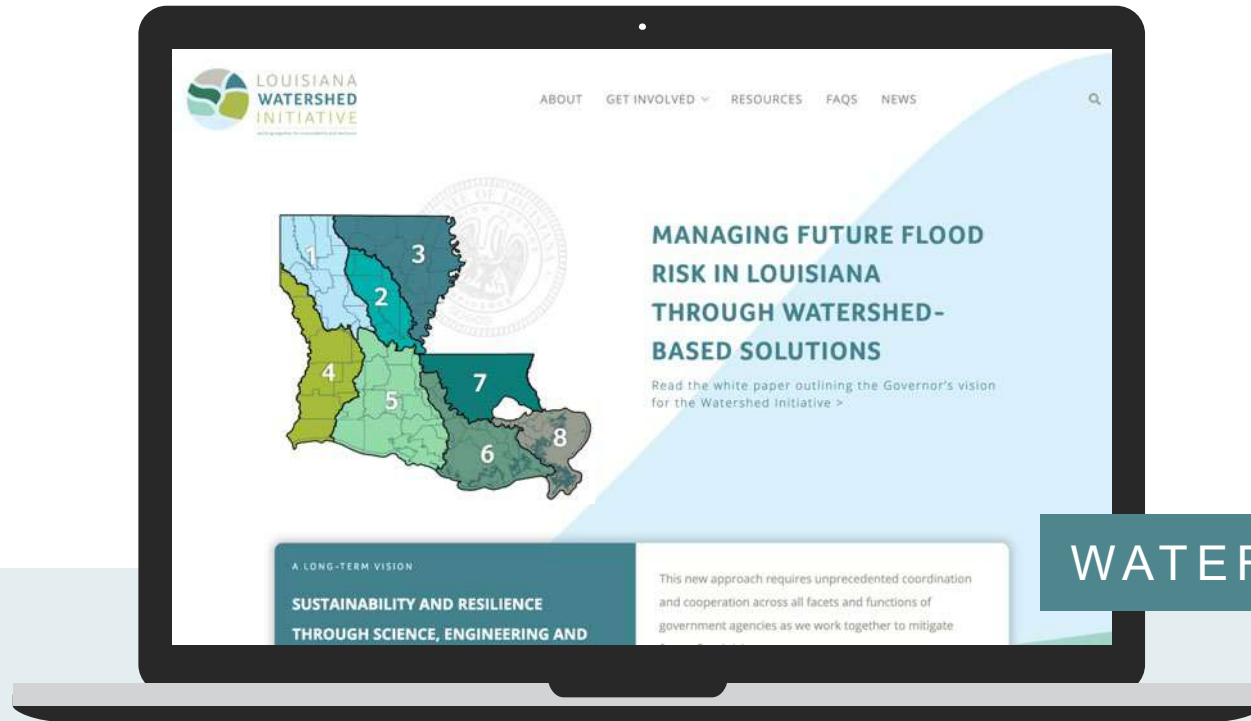 LOUISIANA
WATERSHED
INITIATIVE
ABOUT GET INVOLVED RESOURCES FAQS NEWS
STATE OF LOUISIANA
1
3
2
4
5
7
8
6
MANAGING FUTURE FLOOD
RISK IN LOUISIANA
THROUGH WATERSHED-
BASED SOLUTIONS
Read the white paper outlining the Governor's vision
for the Watershed Initiative >
A LONG-TERM VISION
SUSTAINABILITY AND RESILIENCE
THROUGH SCIENCE, ENGINEERING AND
This new approach requires unprecedented coordination
and cooperation across all facets and functions of
government agencies as we work together to mitigate
WATER